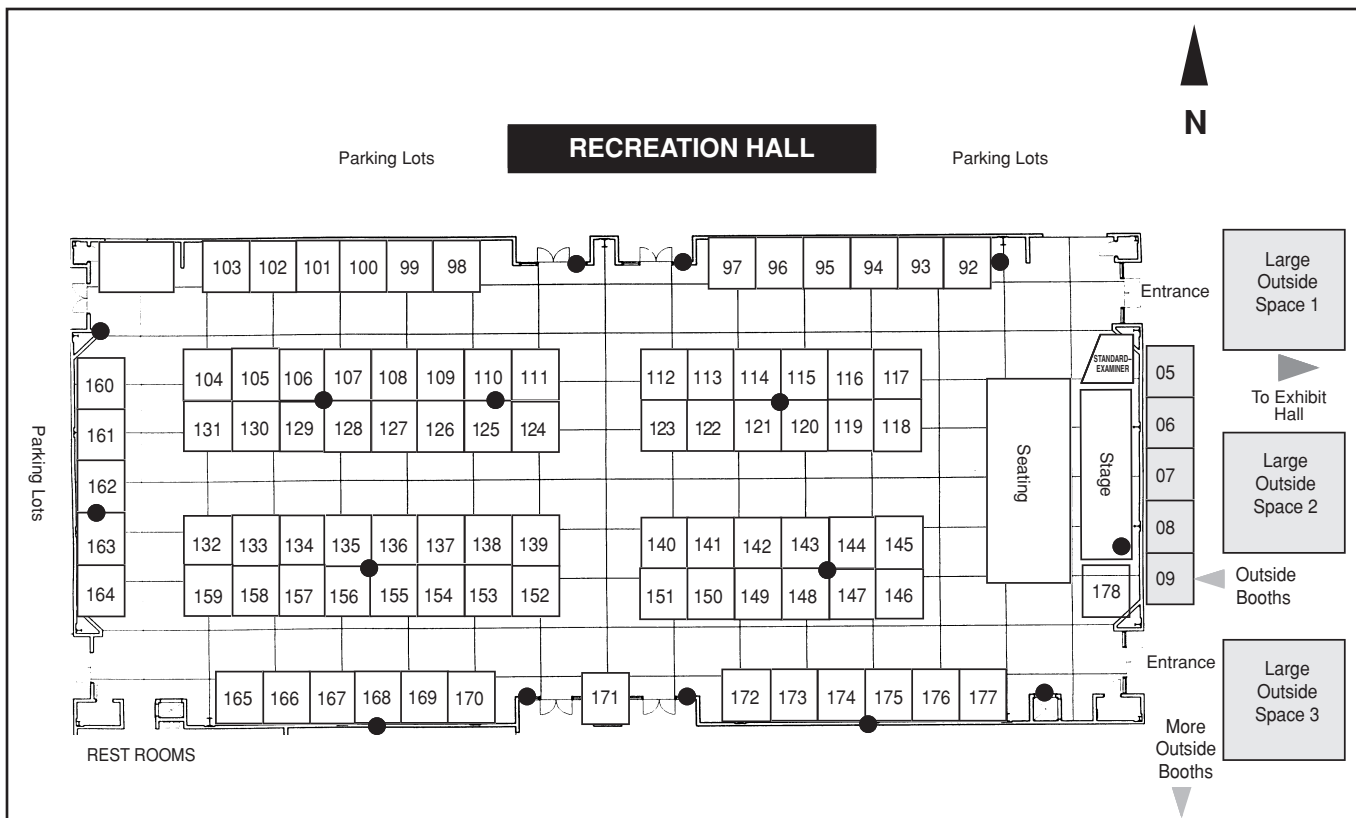 N
RECREATION HALL
Parking Lots
Parking Lots
103 102 101 100 99 98
97 96 95 94 93 92
Entrance
Large
Outside
Space 1
STANDARD-
EXAMINER
160
161
162
163
164
Parking Lots
104 105 106 107 108 109 110 111
131 130 129 128 127 126 125 124
112 113 114 115 116 117
123 122 121 120 119 118
132 133 134 135 136 137 138 139
159 158 157 156 155 154 153 152
140 141 142 143 144 145
151 150 149 148 147 146
Seating
Stage
178
05
06
07
08
09
To Exhibit
Hall
Large
Outside
Space 2
Outside
Booths
Entrance
Large
Outside
Space 3
165 166 167 168 169 170
171
172 173 174 175 176 177
REST ROOMS
More
Outside
Booths